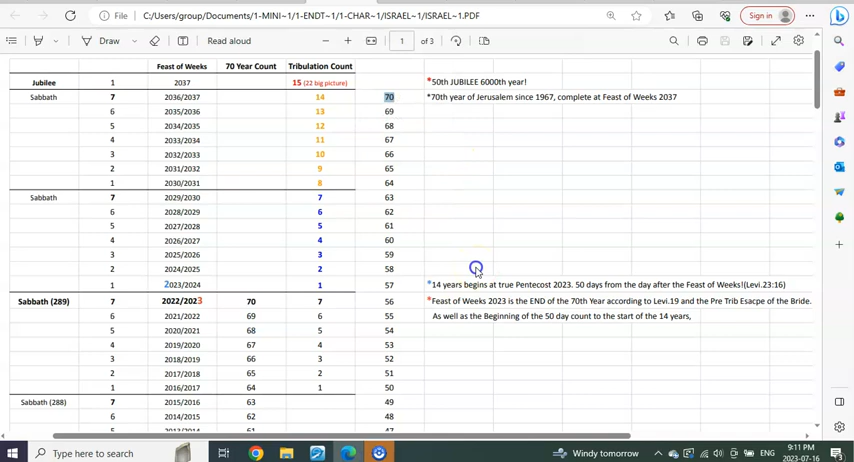 File C:/Users/group/Documents/1-MINI~1/1-ENDT~1/1-CHAR~1/ISRAEL~1/ISRAEL~1.PDF Sign in
Draw Read aloud 1 of 3
Feast of Weeks 70 Year Count Tribulation Count
Jubilee 1 2037 15 (22 big picture) *50th JUBILEE 6000th year!
Sabbath 7 2036/2037 14 70 *70th year of Jerusalem since 1967, complete at Feast of Weeks 2037
6 2035/2036 13 69
5 2034/2035 12 68
4 2033/2034 11 67
3 2032/2033 10 66
2 2031/2032 9 65
1 2030/2031 8 64
Sabbath 7 2029/2030 7 63
6 2028/2029 6 62
5 2027/2028 5 61
4 2026/2027 4 60
3 2025/2026 3 59
2 2024/2025 2 58
1 2023/2024 1 57 *14 years begins at true Pentecost 2023. 50 days from the day after the Feast of Weeks!(Levi.23:16)
Sabbath (289) 7 2022/2023 70 7 56 *Feast of Weeks 2023 is the END of the 70th Year according to Levi.19 and the Pre Trib Esacpe of the Bride.
6 2021/2022 69 6 55 As well as the Beginning of the 50 day count to the start of the 14 years,
5 2020/2021 68 5 54
4 2019/2020 67 4 53
3 2018/2019 66 3 52
2 2017/2018 65 2 51
1 2016/2017 64 1 50
Sabbath (288) 7 2015/2016 63 49
6 2014/2015 62 48
5 2013/2014 61 47
Type here to search Windy tomorrow ENG 9:11 PM
2023-07-16